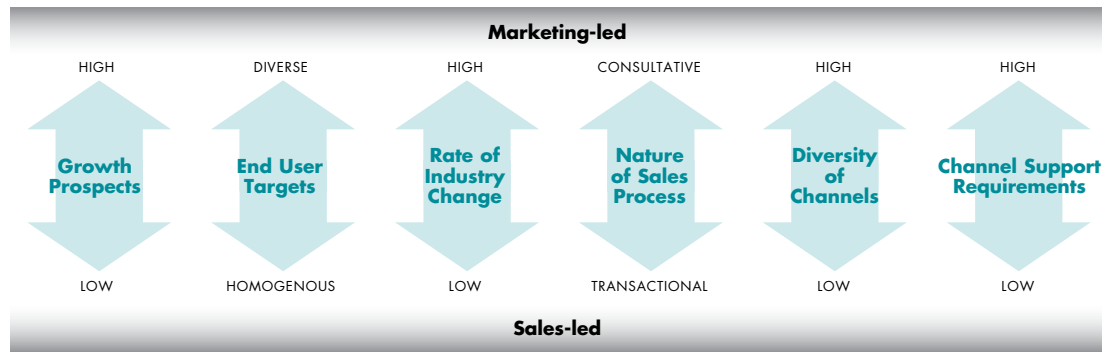 Marketing-led
HIGH DIVERSE HIGH CONSULTATIVE HIGH HIGH
Growth
Prospects
End User
Targets
Rate of
Industry
Change
Nature
of Sales
Process
Diversity
of
Channels
Channel Support
Requirements
LOW HOMOGENOUS LOW TRANSACTIONAL LOW LOW
Sales-led